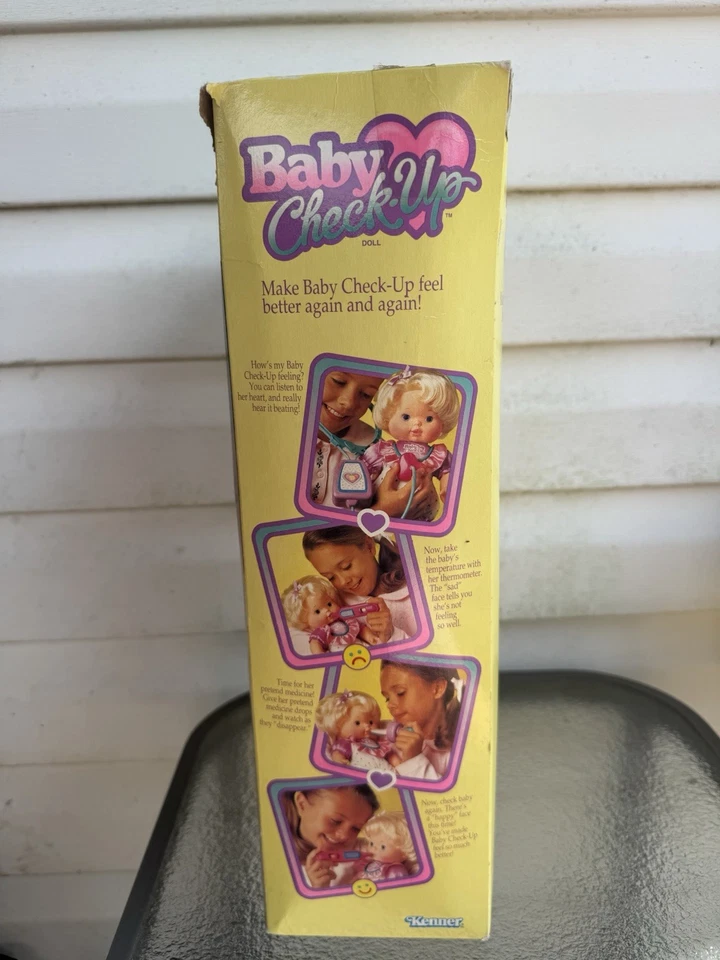 Baby
Check-Up
™
DOLL
Make Baby Check-Up feel
better again and again!
How's my Baby
Check-Up feeling?
You can listen to
her heart, and really
hear it beating!
Now, take
the baby's
temperature with
her thermometer.
The "sad"
face tells you
she's not
feeling
so well.
Time for her
pretend medicine!
Give her pretend
medicine drops
and watch as
they "disappear."
Now, check baby
again. There's
a "happy" face
this time!
You've made
Baby Check-Up
feel so much
better!
Kenner